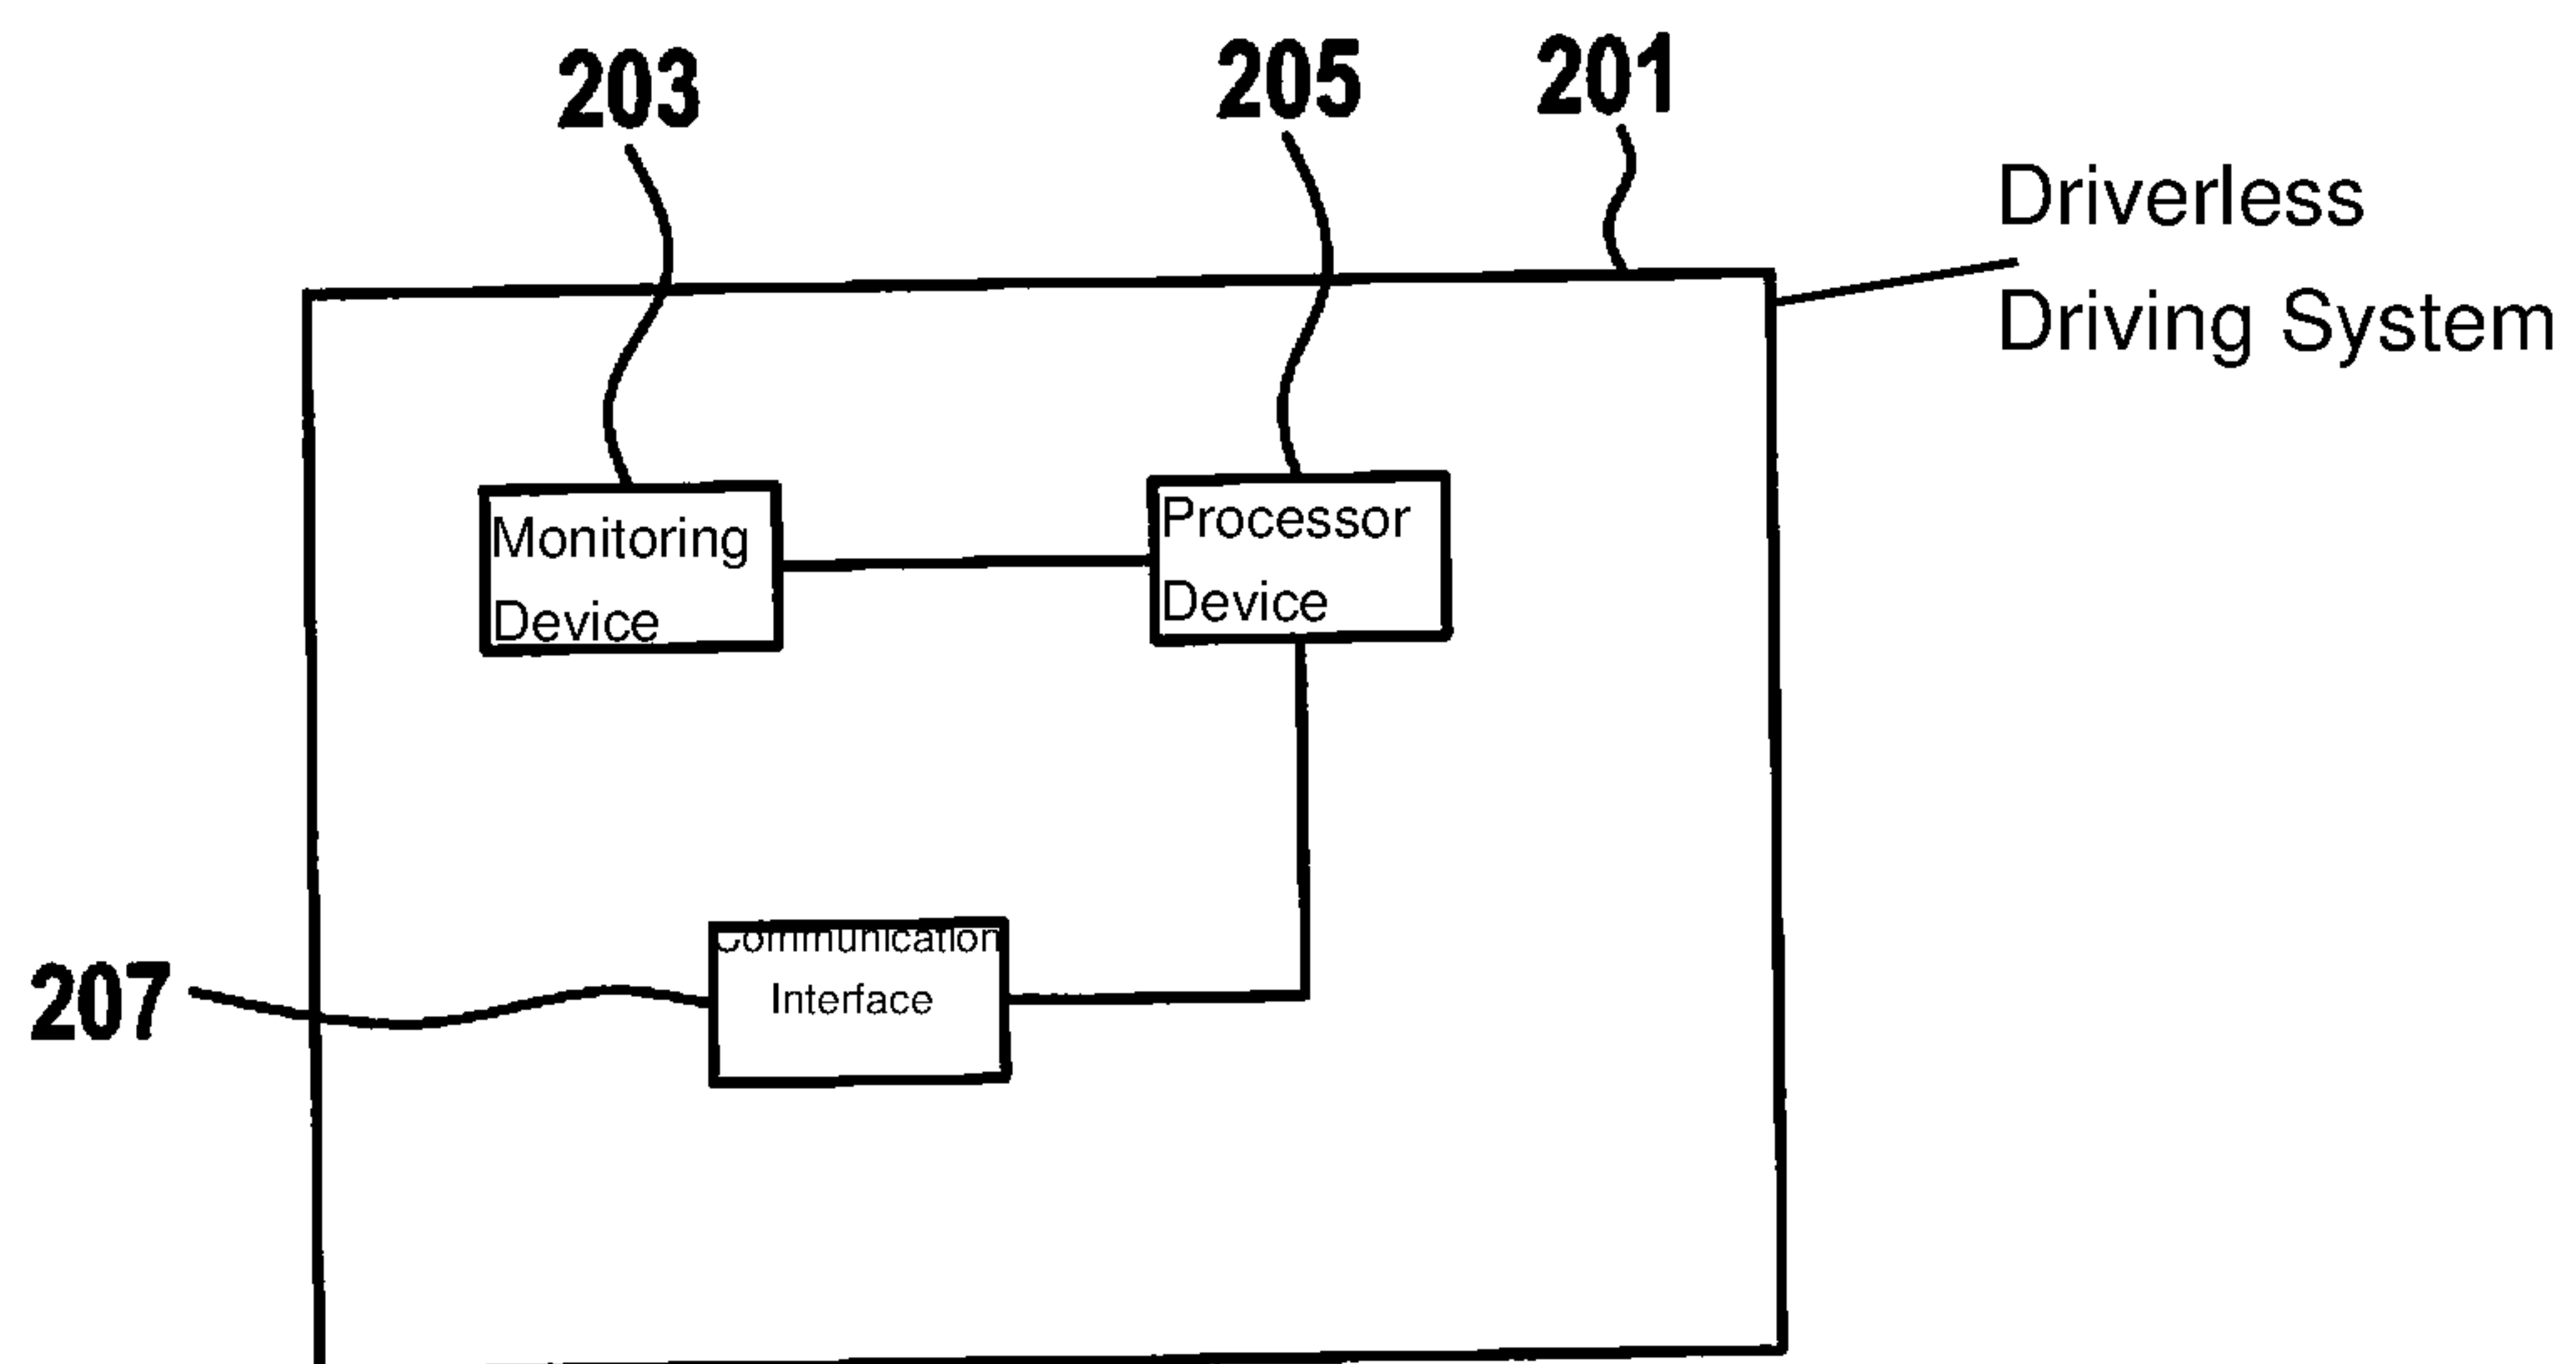 203
205
201
Driverless
Driving System
Monitoring
Device
Processor
Device
Communication
Interface
207